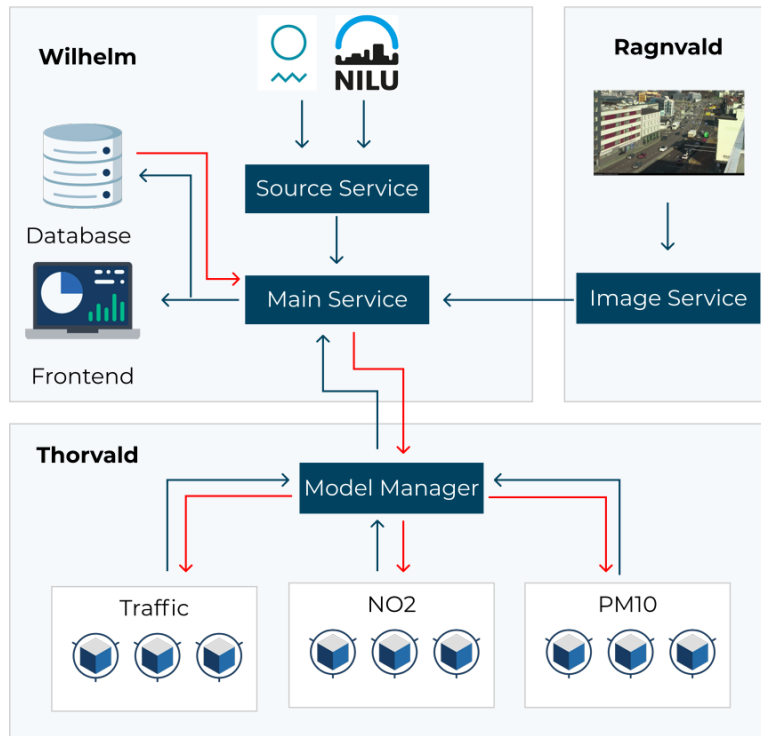 Wilhelm
NILU
Ragnvald
Source Service
Database
Main Service
Image Service
Frontend
Thorvald
Model Manager
Traffic
NO2
PM10